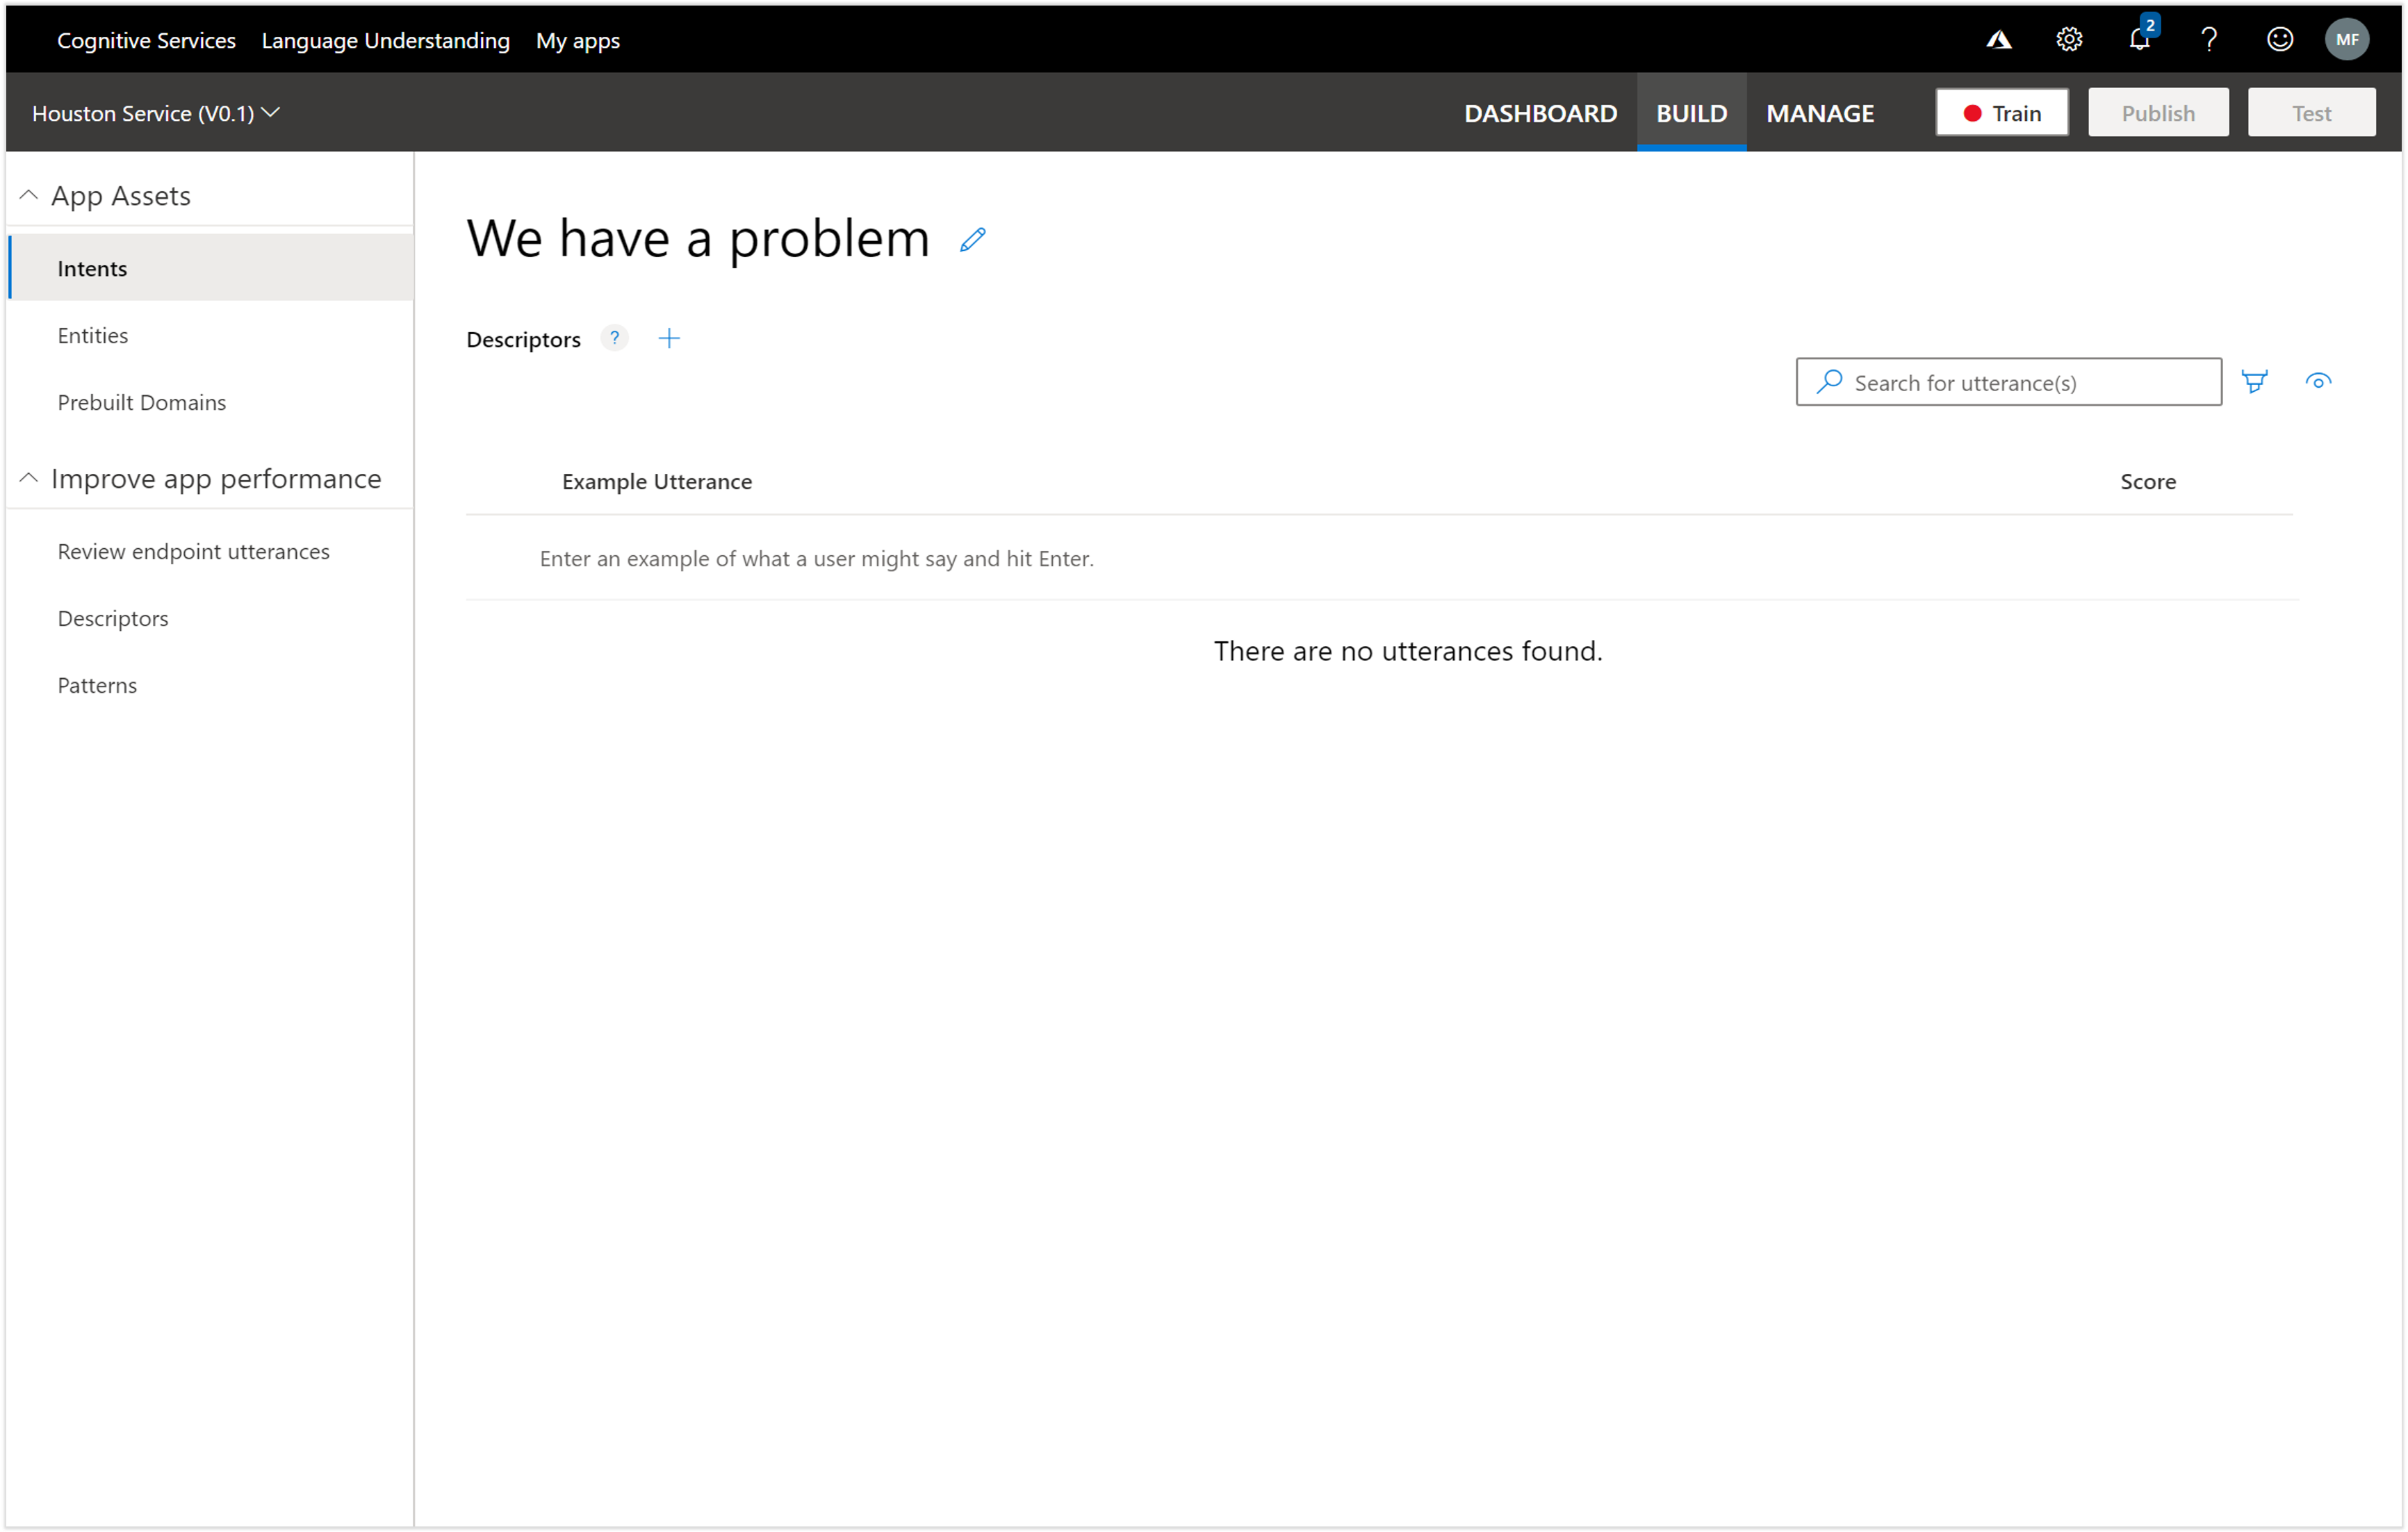 Cognitive Services Language Understanding My apps 2 MF
Houston Service (V0.1) DASHBOARD BUILD MANAGE Train Publish Test
App Assets
Intents
Entities
Prebuilt Domains
Improve app performance
Review endpoint utterances
Descriptors
Patterns
We have a problem
Descriptors ?
Search for utterance(s)
Example Utterance Score
Enter an example of what a user might say and hit Enter.
There are no utterances found.